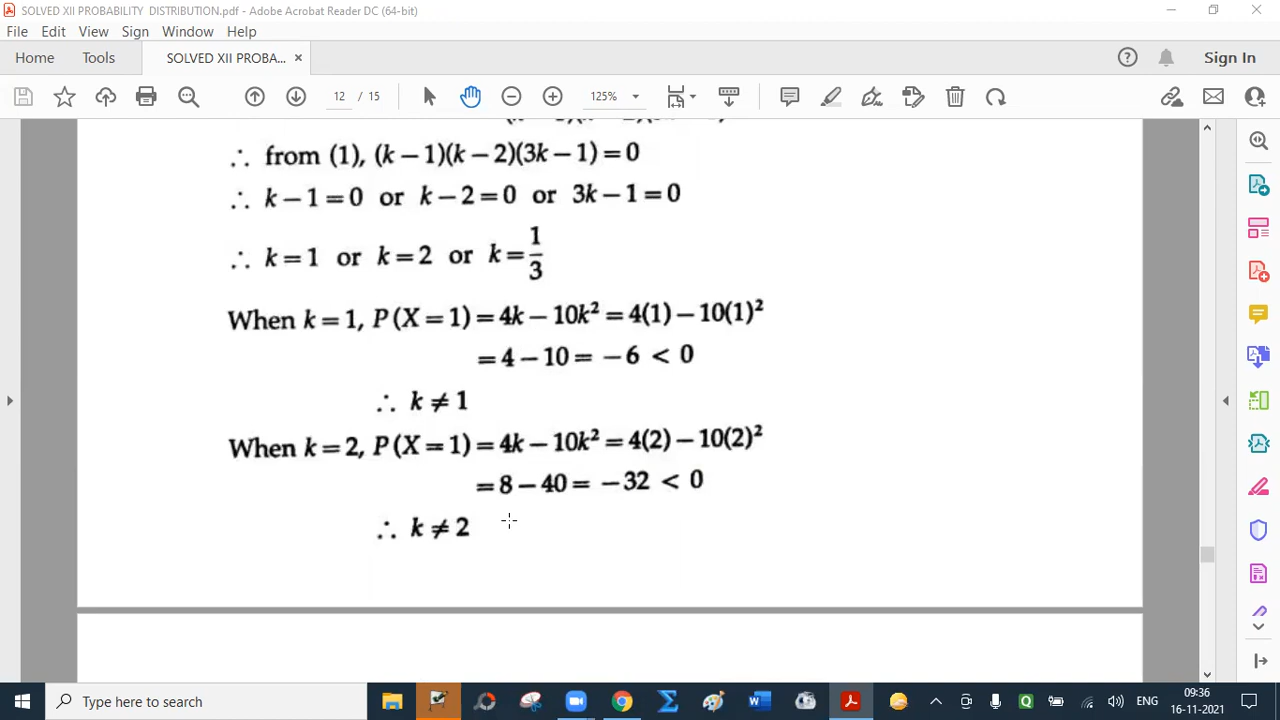 SOLVED XII PROBABILITY DISTRIBUTION.pdf - Adobe Acrobat Reader DC (64-bit)
File Edit View Sign Window Help
Home Tools SOLVED XII PROBA... × Sign In
12 / 15 125%
∴ from (1), (k − 1)(k − 2)(3k − 1) = 0
∴ k − 1 = 0 or k − 2 = 0 or 3k − 1 = 0
∴ k = 1 or k = 2 or k = 1/3
When k = 1, P(X = 1) = 4k − 10k² = 4(1) − 10(1)²
= 4 − 10 = −6 < 0
∴ k ≠ 1
When k = 2, P(X = 1) = 4k − 10k² = 4(2) − 10(2)²
= 8 − 40 = −32 < 0
∴ k ≠ 2
Type here to search
ENG 09:36
16-11-2021